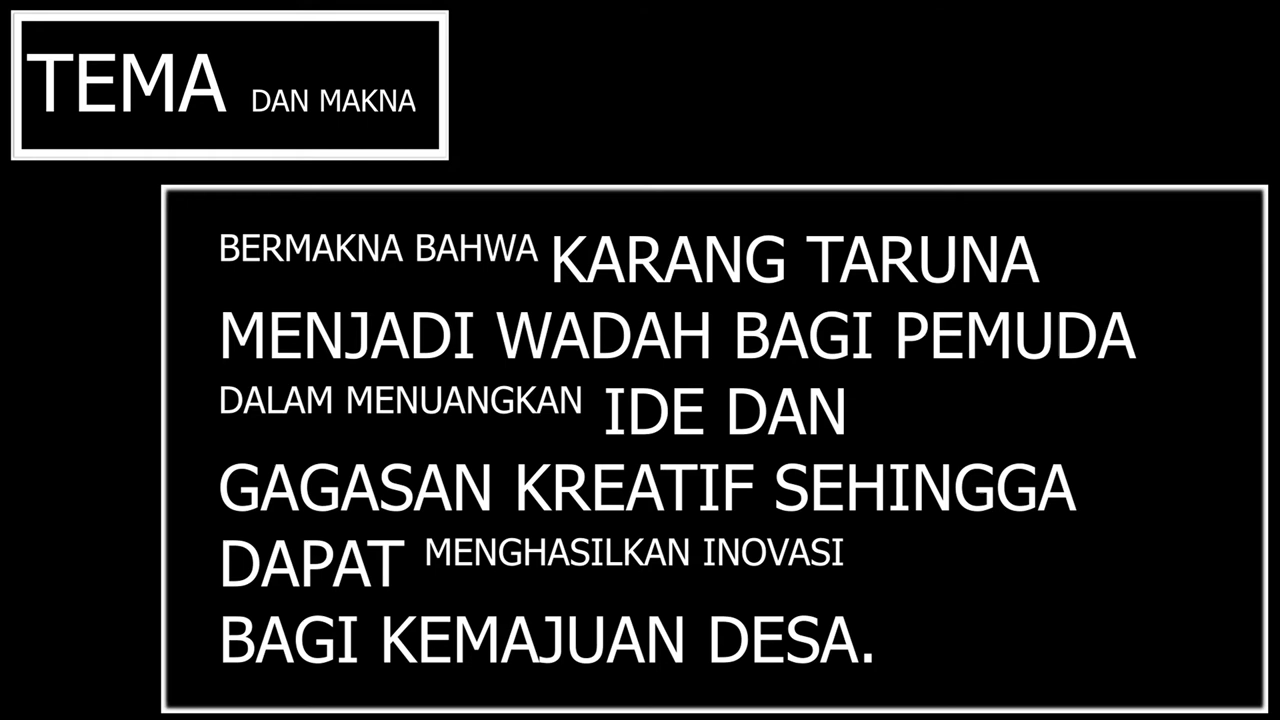 TEMA DAN MAKNA
BERMAKNA BAHWA KARANG TARUNA
MENJADI WADAH BAGI PEMUDA
DALAM MENUANGKAN IDE DAN
GAGASAN KREATIF SEHINGGA
DAPAT MENGHASILKAN INOVASI
BAGI KEMAJUAN DESA.